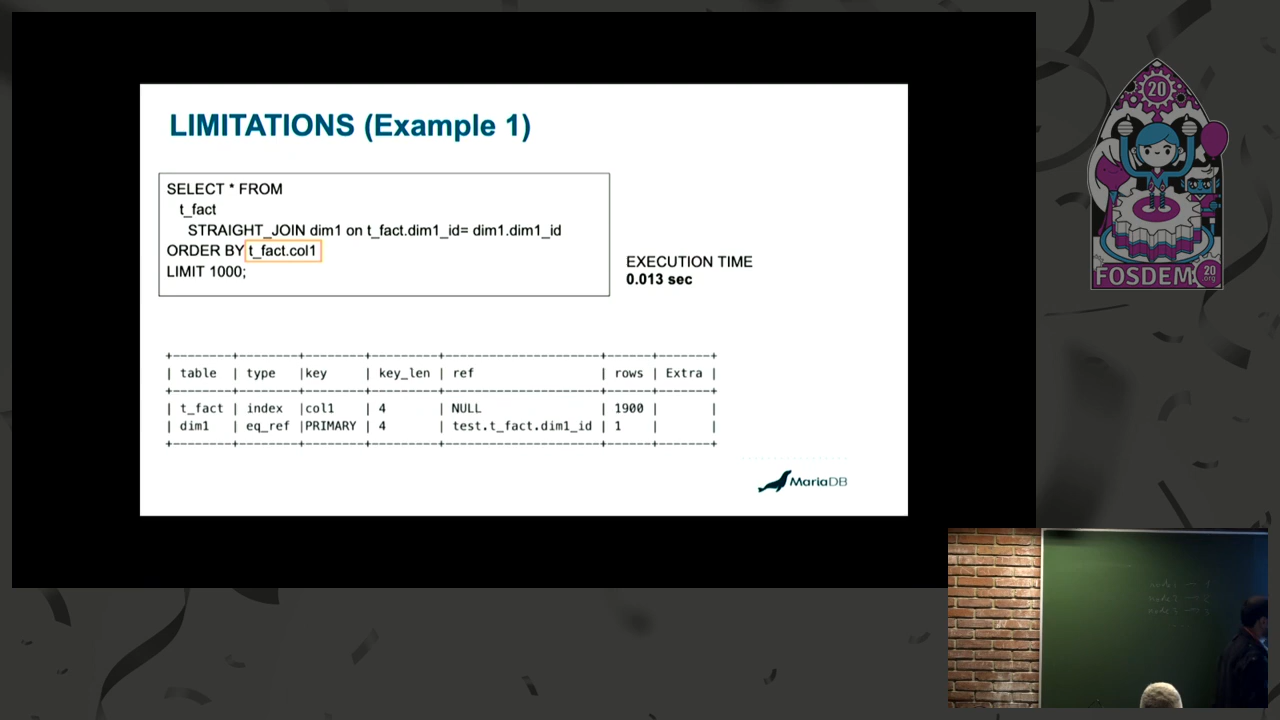 LIMITATIONS (Example 1)
SELECT * FROM
t_fact
STRAIGHT_JOIN dim1 on t_fact.dim1_id= dim1.dim1_id
ORDER BY t_fact.col1
LIMIT 1000;
EXECUTION TIME
0.013 sec
+--------+-------+--------+---------+---------------------+------+-------+
| table | type |key | key_len | ref | rows | Extra |
+--------+-------+--------+---------+---------------------+------+-------+
| t_fact | index |col1 | 4 | NULL | 1900 | |
| dim1 | eq_ref |PRIMARY | 4 | test.t_fact.dim1_id | 1 | |
+--------+-------+--------+---------+---------------------+------+-------+
MariaDB
20
FOSDEM 20 .org